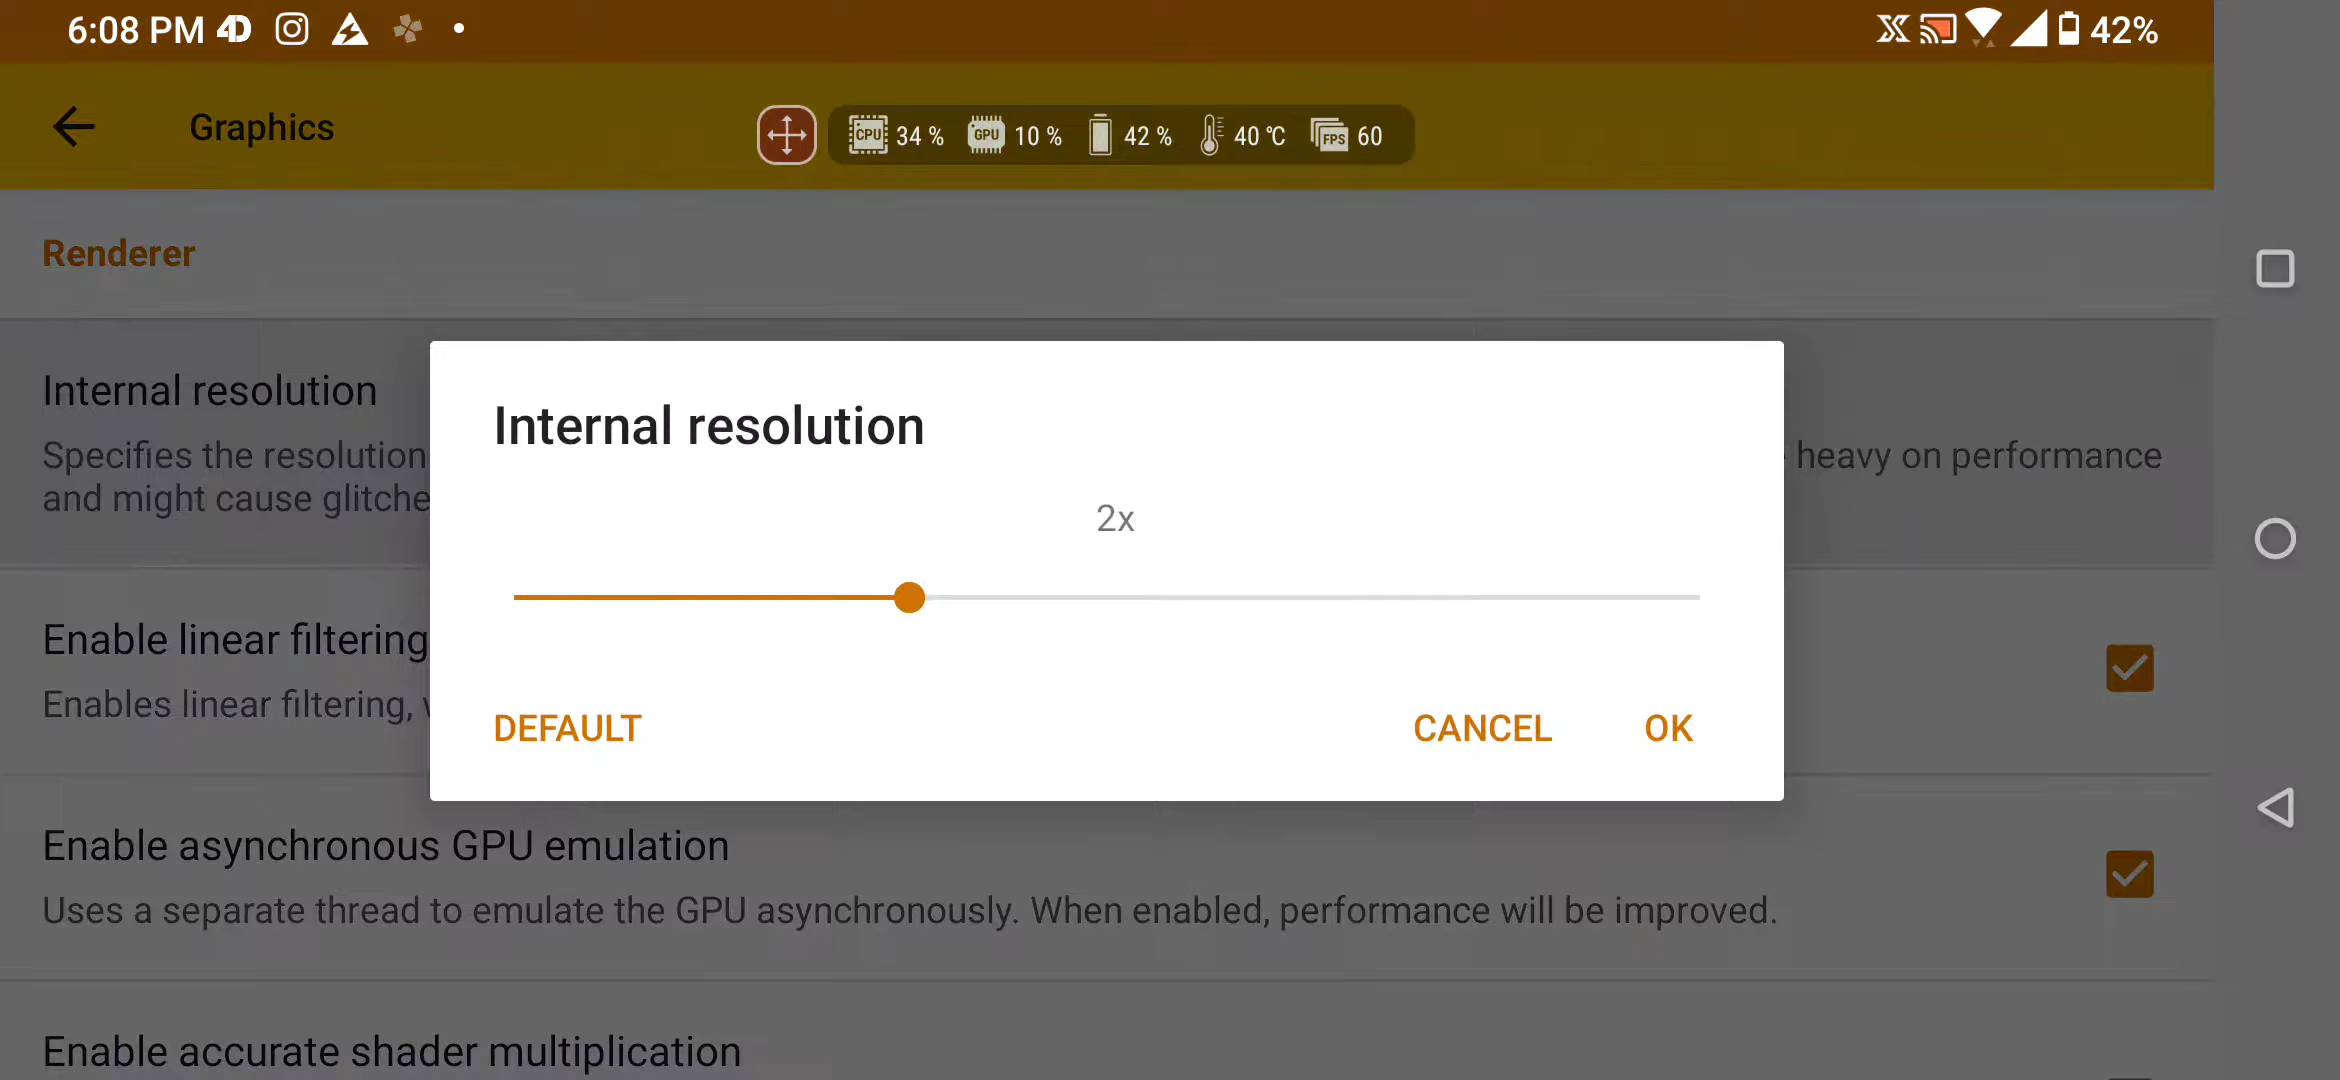 6:08 PM
42%
Graphics
CPU 34 % GPU 10 % 42 % 40 °C FPS 60
Renderer
Internal resolution
Specifies the resolution
heavy on performance
and might cause glitche
Internal resolution
2x
DEFAULT
CANCEL
OK
Enable linear filtering
Enables linear filtering,
Enable asynchronous GPU emulation
Uses a separate thread to emulate the GPU asynchronously. When enabled, performance will be improved.
Enable accurate shader multiplication